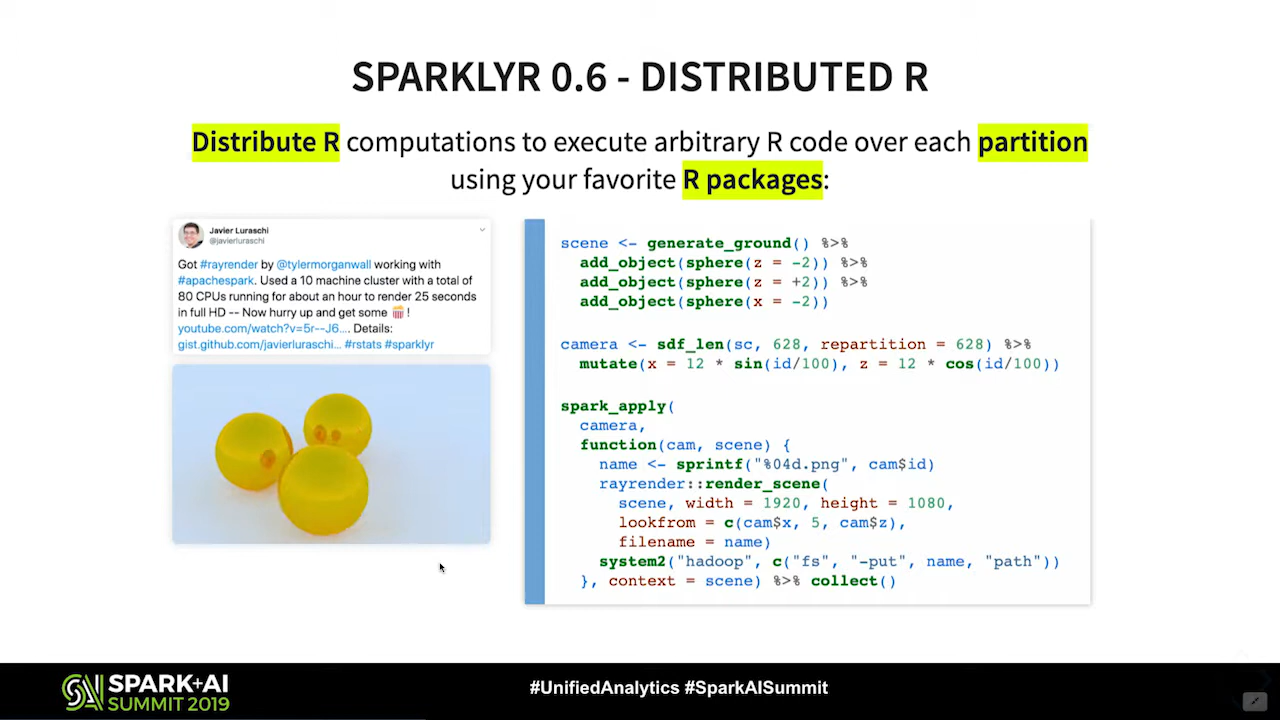 SPARKLYR 0.6 - DISTRIBUTED R
Distribute R computations to execute arbitrary R code over each partition
using your favorite R packages:
Javier Luraschi
@javierluraschi
Got #rayrender by @tylermorganwall working with
#apachespark. Used a 10 machine cluster with a total of
80 CPUs running for about an hour to render 25 seconds
in full HD -- Now hurry up and get some 🍿 !
youtube.com/watch?v=5r--J6.... Details:
gist.github.com/javierluraschi... #rstats #sparklyr
scene <- generate_ground() %>%
  add_object(sphere(z = -2)) %>%
  add_object(sphere(z = +2)) %>%
  add_object(sphere(x = -2))
camera <- sdf_len(sc, 628, repartition = 628) %>%
  mutate(x = 12 * sin(id/100), z = 12 * cos(id/100))
spark_apply(
  camera,
  function(cam, scene) {
    name <- sprintf("%04d.png", cam$id)
    rayrender::render_scene(
      scene, width = 1920, height = 1080,
      lookfrom = c(cam$x, 5, cam$z),
      filename = name)
    system2("hadoop", c("fs", "-put", name, "path"))
  }, context = scene) %>% collect()
SPARK+AI
SUMMIT 2019
#UnifiedAnalytics #SparkAISummit